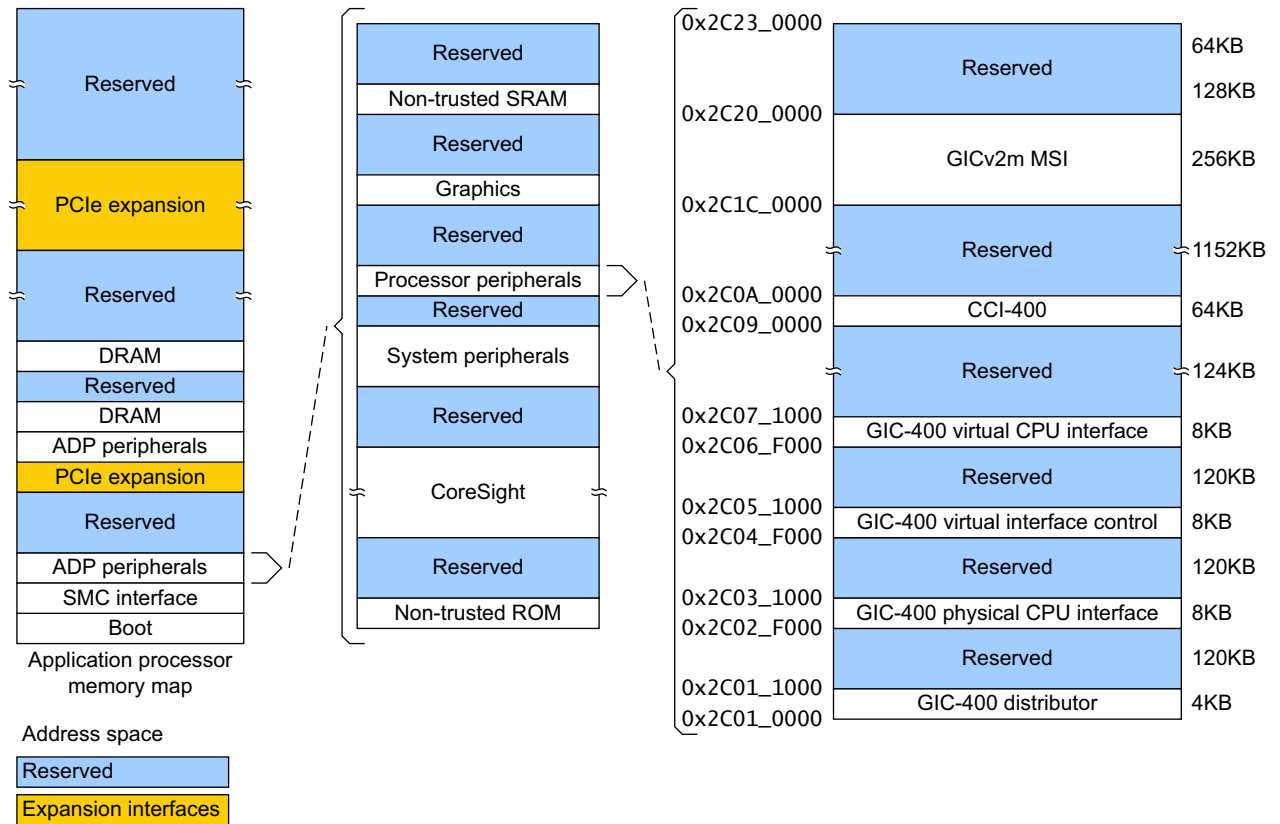 Reserved
PCIe expansion
Reserved
DRAM
Reserved
DRAM
ADP peripherals
PCIe expansion
Reserved
ADP peripherals
SMC interface
Boot
Application processor
memory map
Address space
Reserved
Expansion interfaces
Reserved
Non-trusted SRAM
Reserved
Graphics
Reserved
Processor peripherals
Reserved
System peripherals
Reserved
CoreSight
Reserved
Non-trusted ROM
0x2C23_0000
Reserved
64KB
128KB
0x2C20_0000
GICv2m MSI
256KB
0x2C1C_0000
Reserved
1152KB
0x2C0A_0000
CCI-400
64KB
0x2C09_0000
Reserved
124KB
0x2C07_1000
GIC-400 virtual CPU interface
8KB
0x2C06_F000
Reserved
120KB
0x2C05_1000
GIC-400 virtual interface control
8KB
0x2C04_F000
Reserved
120KB
0x2C03_1000
GIC-400 physical CPU interface
8KB
0x2C02_F000
Reserved
120KB
0x2C01_1000
GIC-400 distributor
4KB
0x2C01_0000